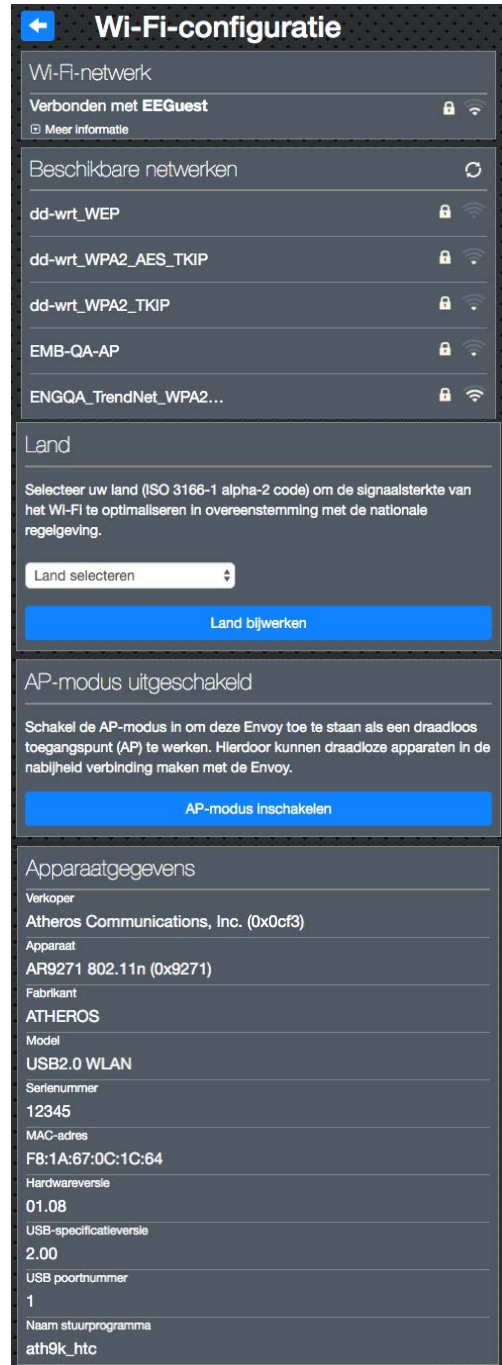 Wi-Fi-configuratie
Wi-Fi-netwerk
Verbonden met EEGuest
Meer informatie
Beschikbare netwerken
dd-wrt_WEP
dd-wrt_WPA2_AES_TKIP
dd-wrt_WPA2_TKIP
EMB-QA-AP
ENGQA_TrendNet_WPA2...
Land
Selecteer uw land (ISO 3166-1 alpha-2 code) om de signaalsterkte van
het Wi-Fi te optimaliseren in overeenstemming met de nationale
regelgeving.
Land selecteren
Land bijwerken
AP-modus uitgeschakeld
Schakel de AP-modus in om deze Envoy toe te staan als een draadloos
toegangspunt (AP) te werken. Hierdoor kunnen draadloze apparaten in de
nabijheid verbinding maken met de Envoy.
AP-modus inschakelen
Apparaatgegevens
Verkoper
Atheros Communications, Inc. (0x0cf3)
Apparaat
AR9271 802.11n (0x9271)
Fabrikant
ATHEROS
Model
USB2.0 WLAN
Serienummer
12345
MAC-adres
F8:1A:67:0C:1C:64
Hardwareversie
01.08
USB-specificatieversie
2.00
USB poortnummer
1
Naam stuurprogramma
ath9k_htc